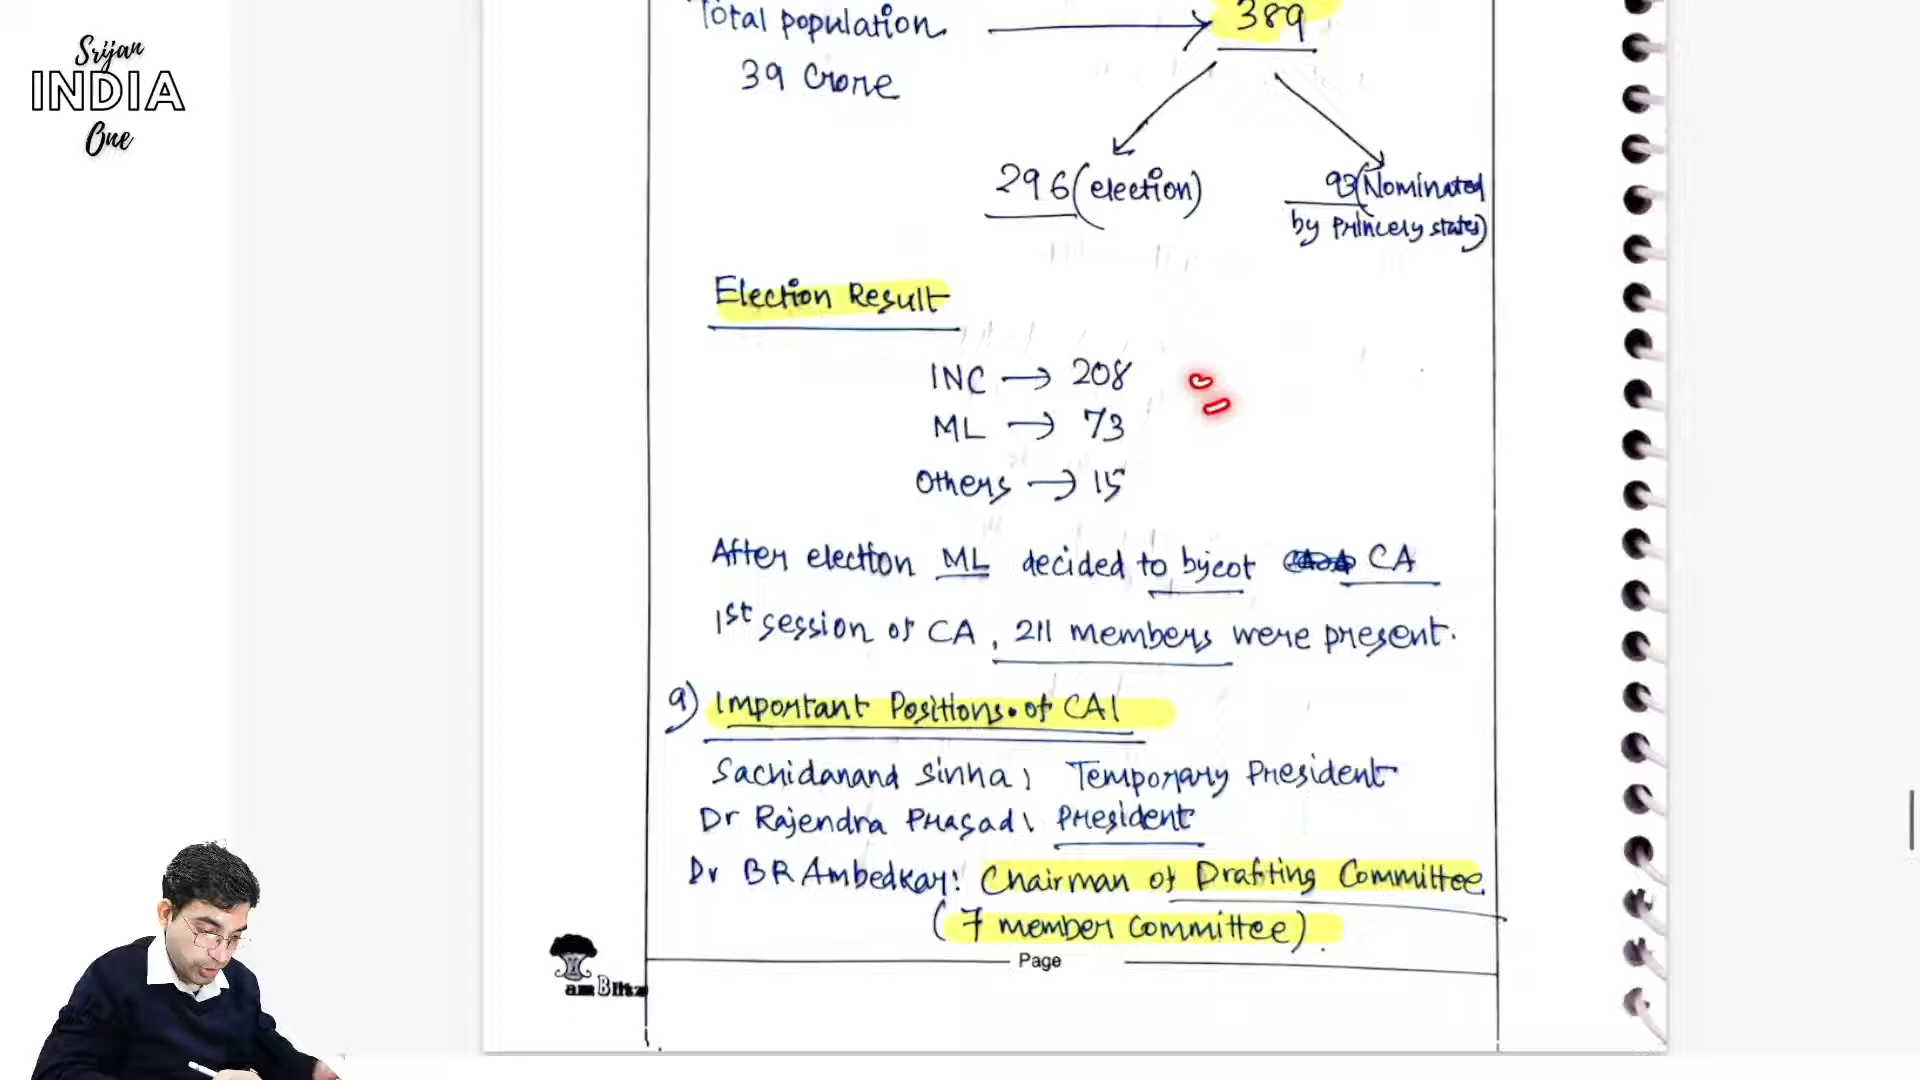 Srijan
INDIA
One
Total population
39 Crore
389
296 (election)
93 (Nominated
by Princely states)
Election Result
INC → 208
ML → 73
Others → 15
After election ML decided to bycot CA
1st session of CA, 211 members were present.
9) Important Positions of CA!
Sachidanand Sinha: Temporary President
Dr Rajendra Prasad: President
Dr BR Ambedkar: Chairman of Drafting Committee
(7 member committee).
Page